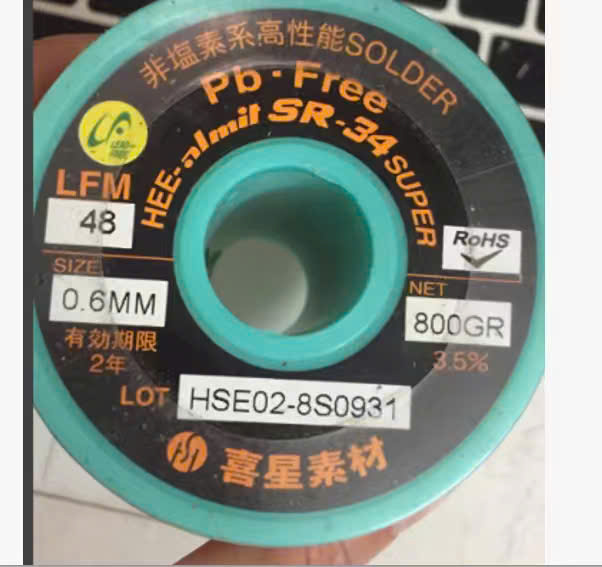 非塩素系高性能SOLDER
Pb・Free
HEE-almit SR-34 SUPER
LEAD-FREE
LFM
48
RoHS
SIZE
NET
0.6MM
800GR
有効期限
2年
3.5%
LOT HSE02-8S0931
喜星素材